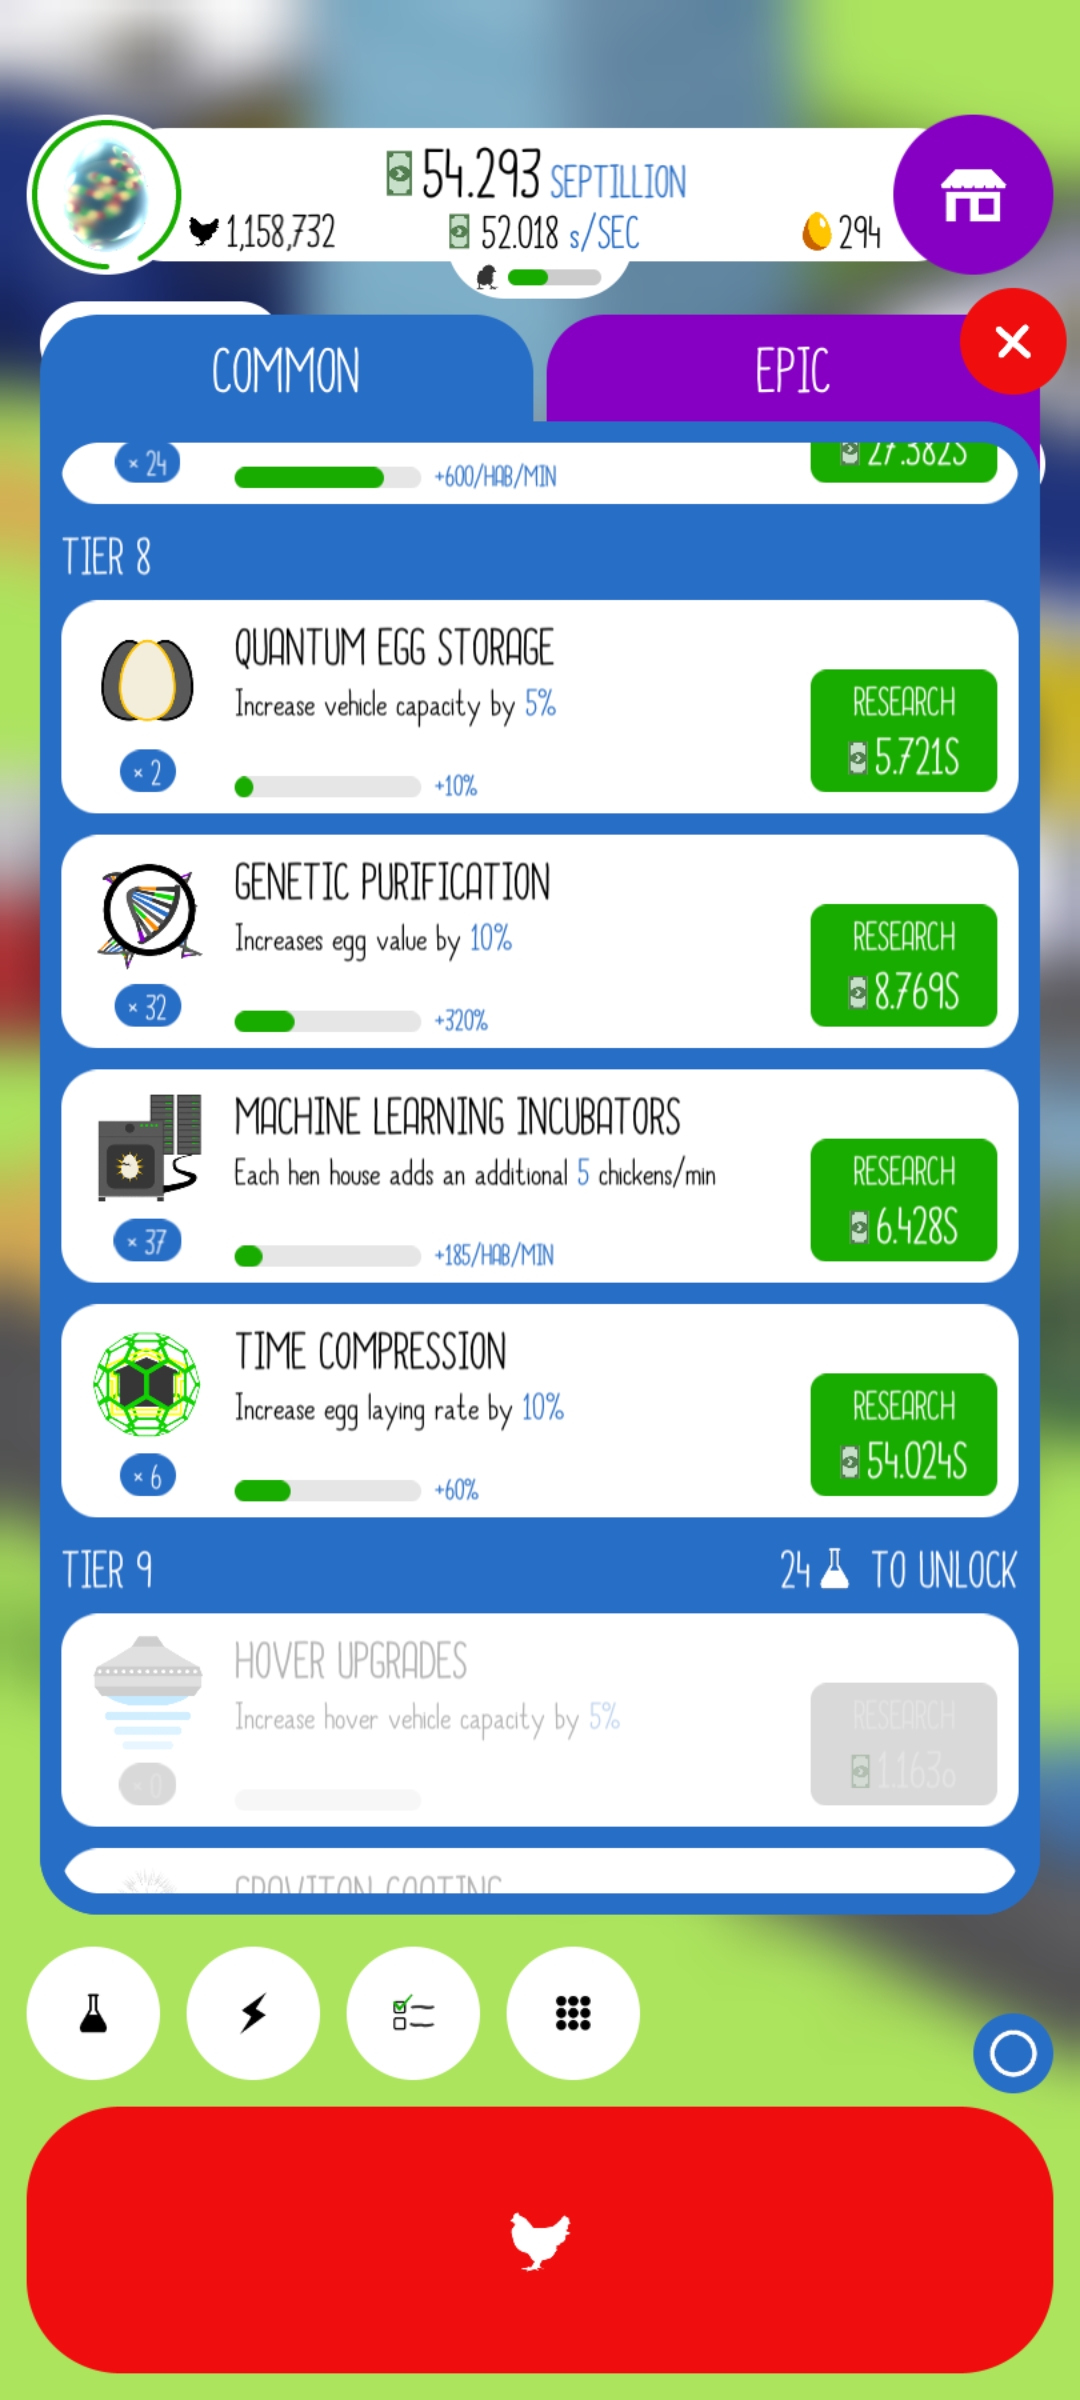 54.293 SEPTILLION
1,158,732
52.018 s/SEC
294
COMMON
EPIC
× 24
+600/HAB/MIN
27.382S
TIER 8
QUANTUM EGG STORAGE
Increase vehicle capacity by 5%
RESEARCH
5.721S
× 2
+10%
GENETIC PURIFICATION
Increases egg value by 10%
RESEARCH
8.769S
× 32
+320%
MACHINE LEARNING INCUBATORS
Each hen house adds an additional 5 chickens/min
RESEARCH
6.428S
× 37
+185/HAB/MIN
TIME COMPRESSION
Increase egg laying rate by 10%
RESEARCH
54.024S
× 6
+60%
TIER 9
24 TO UNLOCK
HOVER UPGRADES
Increase hover vehicle capacity by 5%
RESEARCH
1.163o
× 0
GRAVITON COATING